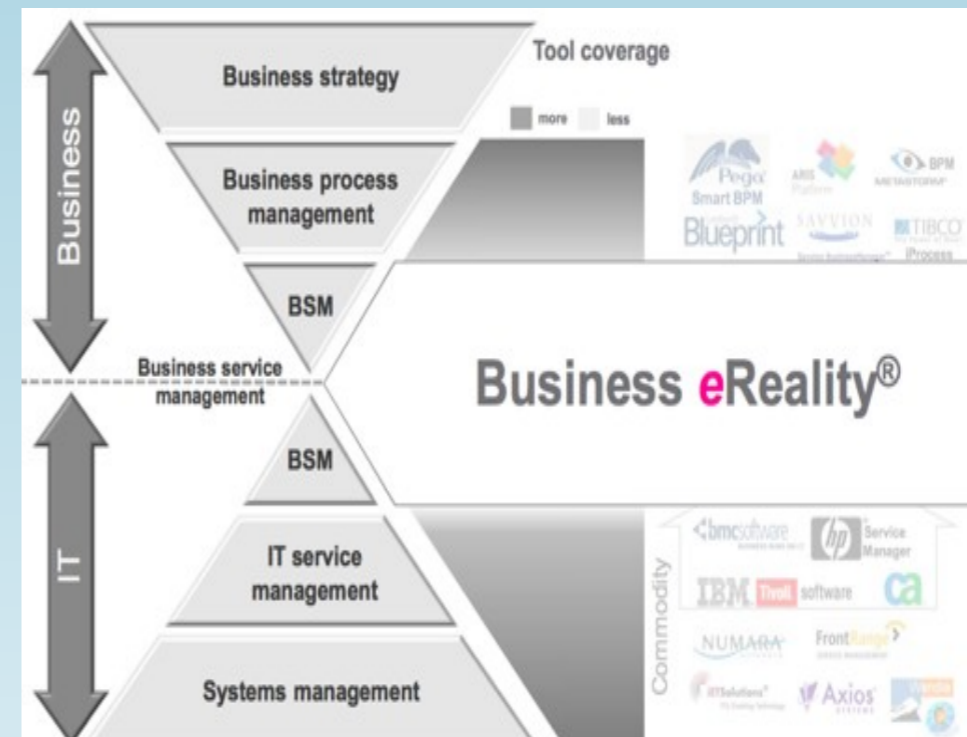 Business strategy
Tool coverage
more
less
Business
Business process
management
Pega
Smart BPM
ARIS
Platform
BPM
METASTORM
Blueprint
SAVVION
TIBCO
iProcess
BSM
Business service
management
Business eReality®
BSM
IT
IT service
management
Systems management
Commodity
bmcsoftware
hp
Service
Manager
IBM Tivoli software
ca
NUMARA
FrontRange
Axios
SYSTEMS